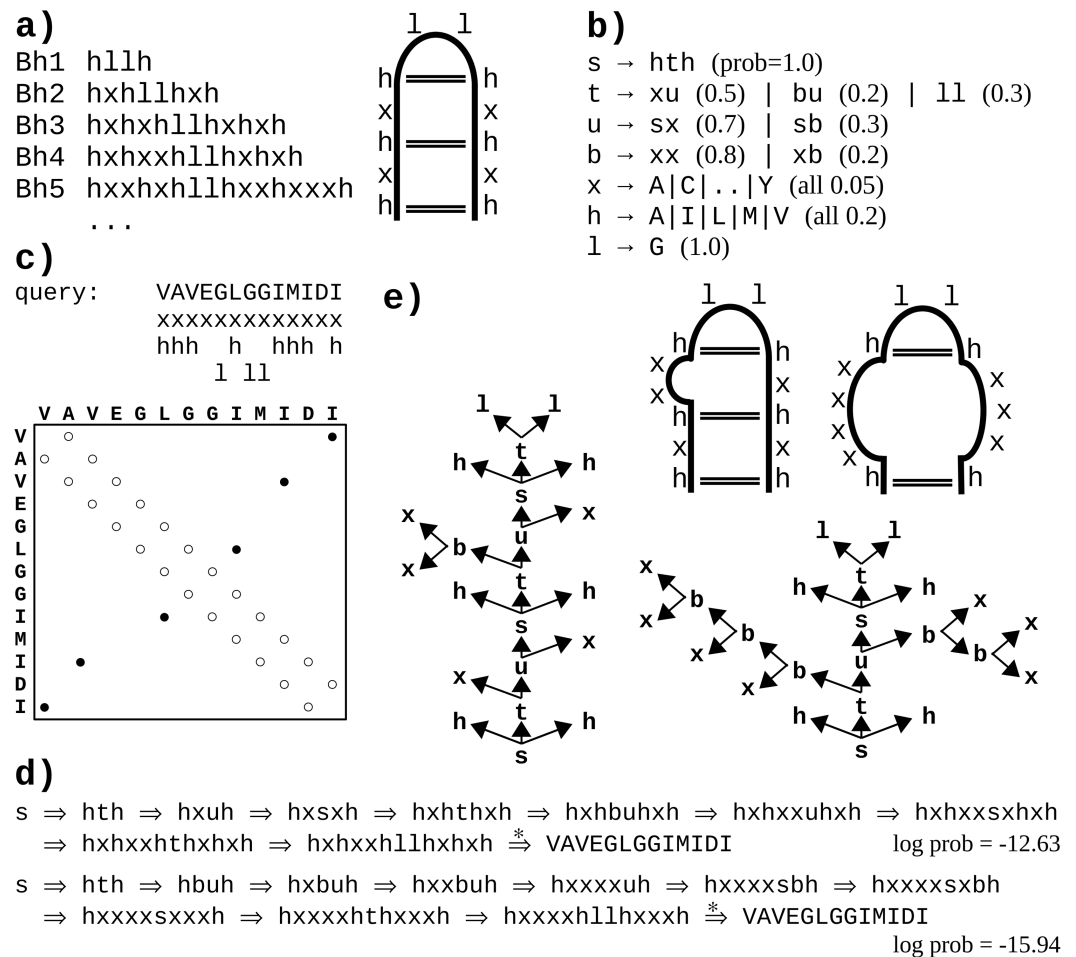 a)
Bh1 hllh
Bh2 hxhllhxh
Bh3 hxhxhllhxhxh
Bh4 hxhxxhllhxhxh
Bh5 hxxhxhllhxxhxxxh
...
l l
h h
x x
h h
x x
h h
b)
s → hth (prob=1.0)
t → xu (0.5) | bu (0.2) | ll (0.3)
u → sx (0.7) | sb (0.3)
b → xx (0.8) | xb (0.2)
x → A|C|..|Y (all 0.05)
h → A|I|L|M|V (all 0.2)
l → G (1.0)
c)
query: VAVEGLGGIMIDI
xxxxxxxxxxxxx
hhh h hhh h
l ll
V A V E G L G G I M I D I
V
A
V
E
G
L
G
G
I
M
I
D
I
e)
l l
t
h h
s
x x
u
b
x
t
h h
s
x
u
x
t
h h
s
l l
h h
x
x x
h h
x x
h h
l l
h h
x x
x x
x x
x
h h
l l
t
h h
s
x x
b b x
x u
b b
x x
b
x
t
h h
s
d)
s ⇒ hth ⇒ hxuh ⇒ hxsxh ⇒ hxhthxh ⇒ hxhbuhxh ⇒ hxhxxuhxh ⇒ hxhxxsxhxh
⇒ hxhxxhthxhxh ⇒ hxhxxhllhxhxh ⇒* VAVEGLGGIMIDI log prob = -12.63
s ⇒ hth ⇒ hbuh ⇒ hxbuh ⇒ hxxbuh ⇒ hxxxxuh ⇒ hxxxxsbh ⇒ hxxxxsxbh
⇒ hxxxxsxxxh ⇒ hxxxxhthxxxh ⇒ hxxxxhllhxxxh ⇒* VAVEGLGGIMIDI
log prob = -15.94